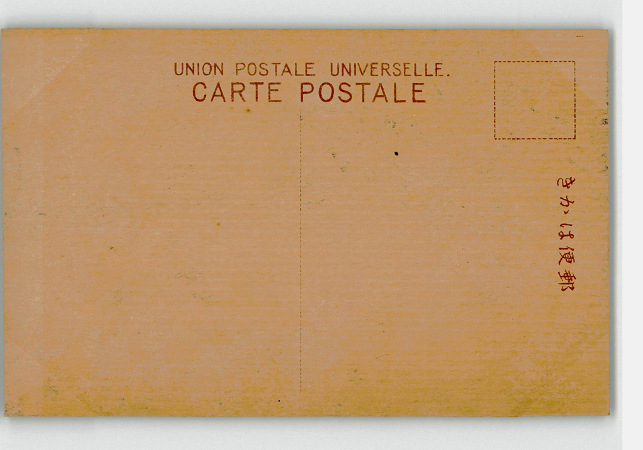 UNION POSTALE UNIVERSELLE.
CARTE POSTALE
きかは便郵